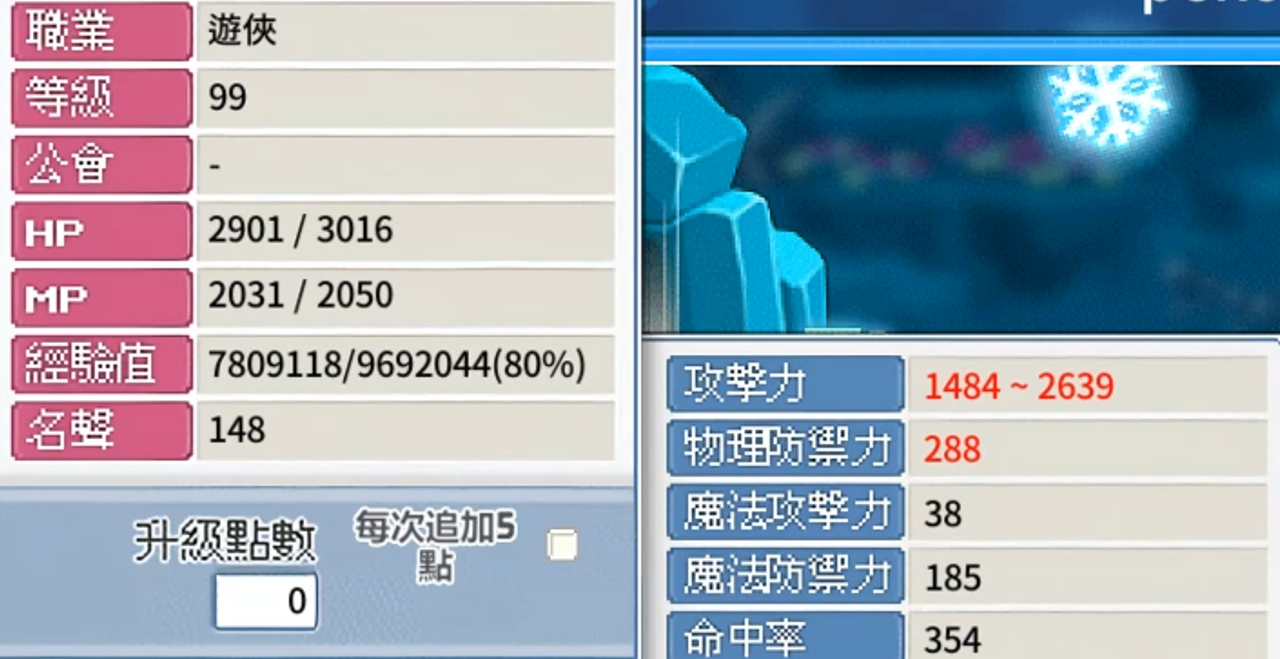 職業 遊俠
等級 99
公會 -
HP 2901 / 3016
MP 2031 / 2050
經驗值 7809118/9692044(80%)
名聲 148
升級點數 每次追加5
點
0
攻擊力 1484 ~ 2639
物理防禦力 288
魔法攻擊力 38
魔法防禦力 185
命中率 354